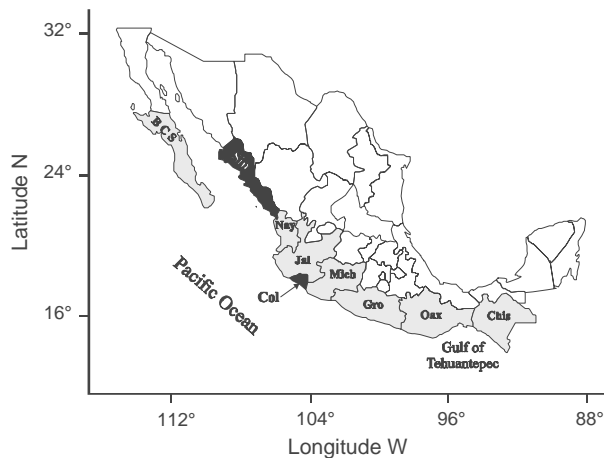 32°
24°
16°
Latitude N
B C S
Nay
Jal
Mich
Col
Gro
Oax
Chis
Pacific Ocean
Gulf of
Tehuantepec
112°
104°
96°
88°
Longitude W